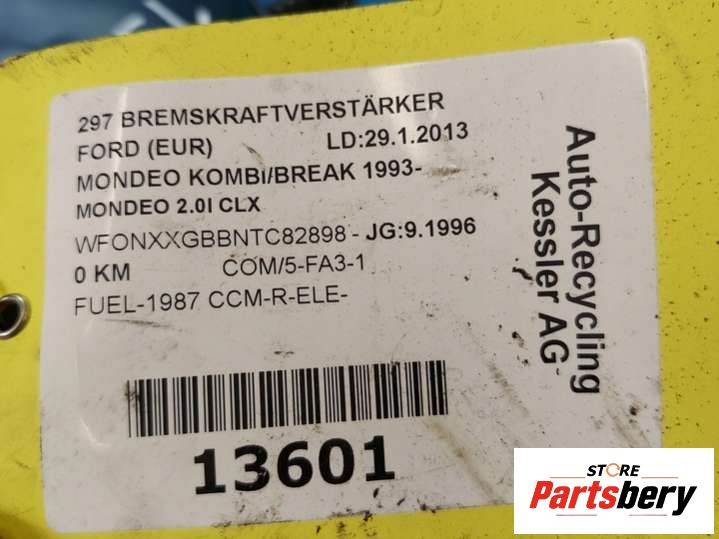 297 BREMSKRAFTVERSTÄRKER
FORD (EUR) LD:29.1.2013
MONDEO KOMBI/BREAK 1993-
MONDEO 2.0I CLX
WFONXXGBBNTC82898 - JG:9.1996
0 KM COM/5-FA3-1
FUEL-1987 CCM-R-ELE-
13601
Auto-Recycling
Kessler AG
STORE
Partsbery